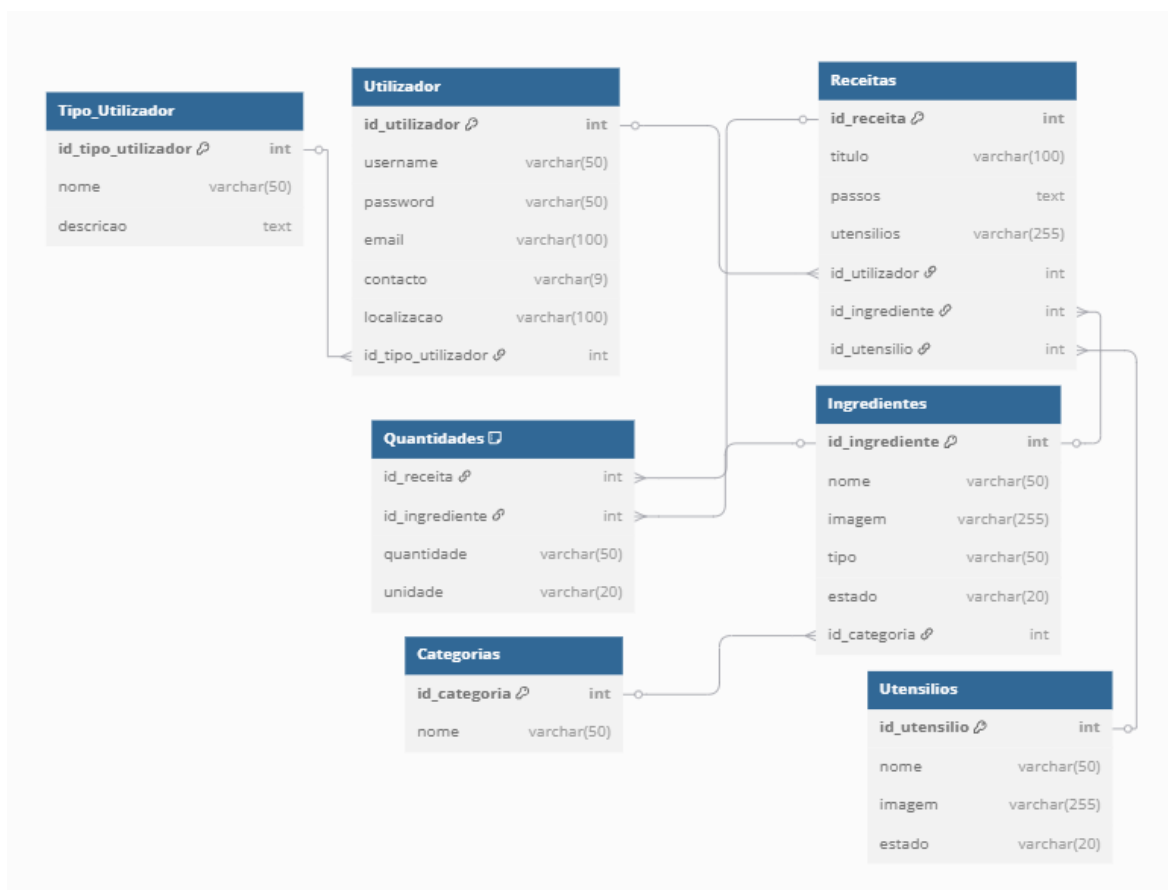 Tipo_Utilizador
id_tipo_utilizador int
nome varchar(50)
descricao text
Utilizador
id_utilizador int
username varchar(50)
password varchar(50)
email varchar(100)
contacto varchar(9)
localizacao varchar(100)
id_tipo_utilizador int
Receitas
id_receita int
titulo varchar(100)
passos text
utensilios varchar(255)
id_utilizador int
id_ingrediente int
id_utensilio int
Quantidades
id_receita int
id_ingrediente int
quantidade varchar(50)
unidade varchar(20)
Ingredientes
id_ingrediente int
nome varchar(50)
imagem varchar(255)
tipo varchar(50)
estado varchar(20)
id_categoria int
Categorias
id_categoria int
nome varchar(50)
Utensilios
id_utensilio int
nome varchar(50)
imagem varchar(255)
estado varchar(20)